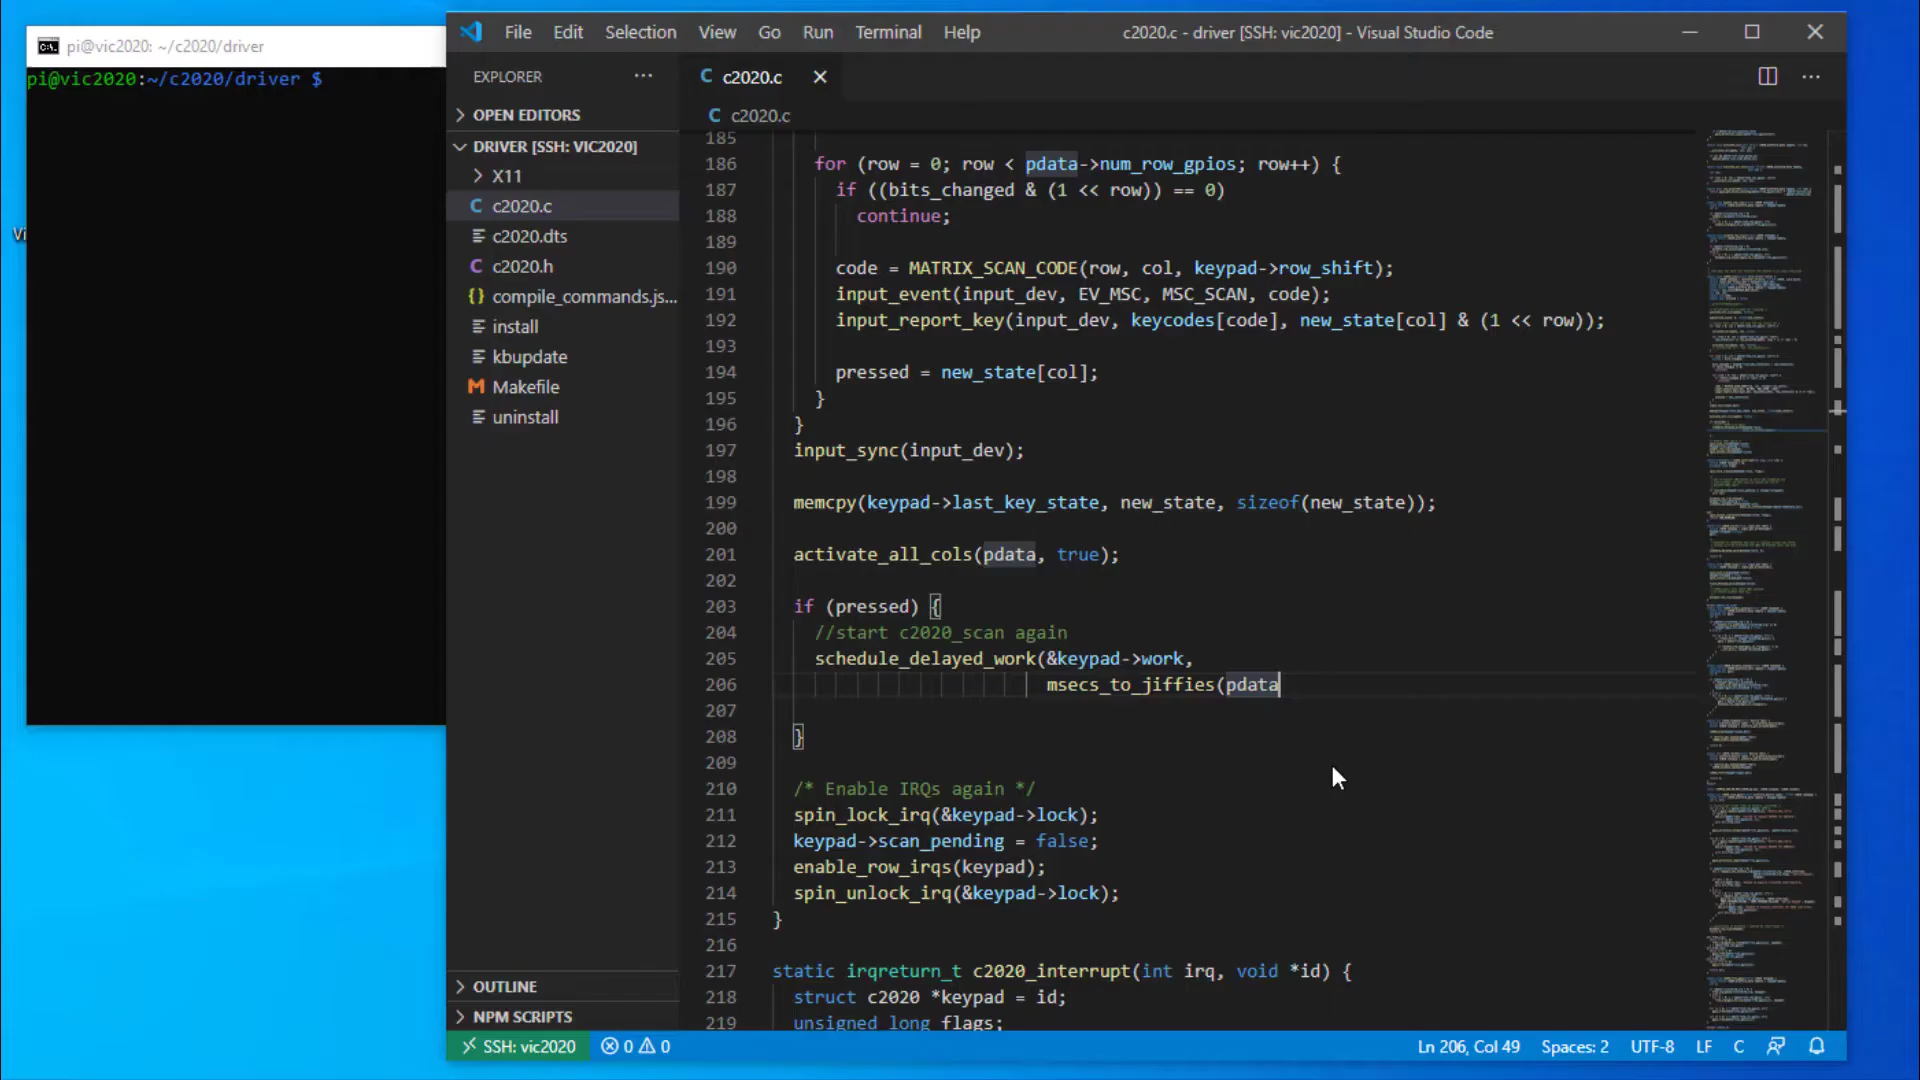 pi@vic2020: ~/c2020/driver
pi@vic2020:~/c2020/driver $
Vi
File Edit Selection View Go Run Terminal Help
c2020.c - driver [SSH: vic2020] - Visual Studio Code
EXPLORER
OPEN EDITORS
DRIVER [SSH: VIC2020]
X11
c2020.c
c2020.dts
c2020.h
compile_commands.js...
install
kbupdate
Makefile
uninstall
OUTLINE
NPM SCRIPTS
c2020.c
c2020.c
185
186 for (row = 0; row < pdata->num_row_gpios; row++) {
187 if ((bits_changed & (1 << row)) == 0)
188 continue;
189
190 code = MATRIX_SCAN_CODE(row, col, keypad->row_shift);
191 input_event(input_dev, EV_MSC, MSC_SCAN, code);
192 input_report_key(input_dev, keycodes[code], new_state[col] & (1 << row));
193
194 pressed = new_state[col];
195 }
196 }
197 input_sync(input_dev);
198
199 memcpy(keypad->last_key_state, new_state, sizeof(new_state));
200
201 activate_all_cols(pdata, true);
202
203 if (pressed) {
204 //start c2020_scan again
205 schedule_delayed_work(&keypad->work,
206 msecs_to_jiffies(pdata
207
208 }
209
210 /* Enable IRQs again */
211 spin_lock_irq(&keypad->lock);
212 keypad->scan_pending = false;
213 enable_row_irqs(keypad);
214 spin_unlock_irq(&keypad->lock);
215 }
216
217 static irqreturn_t c2020_interrupt(int irq, void *id) {
218 struct c2020 *keypad = id;
219 unsigned long flags;
SSH: vic2020 0 0 Ln 206, Col 49 Spaces: 2 UTF-8 LF C